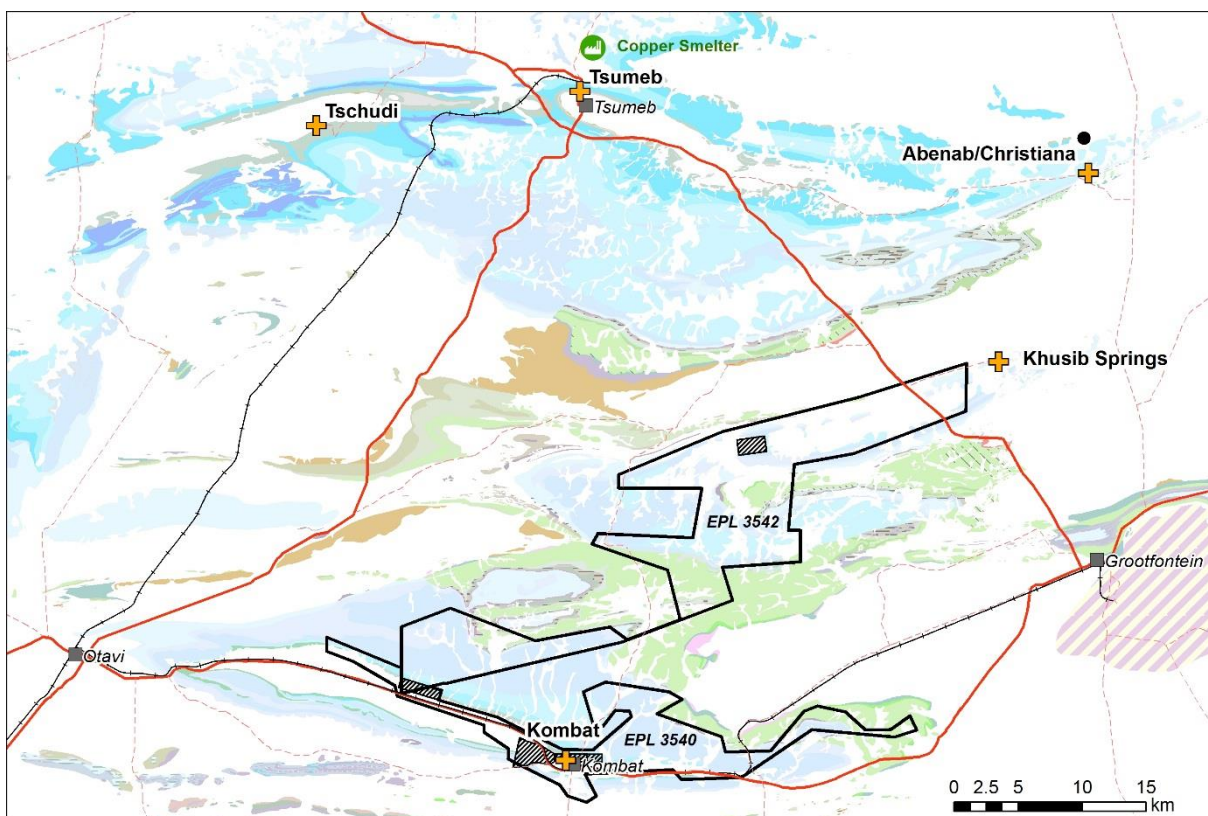 Copper Smelter
Tsumeb
Tsumeb
Tschudi
Abenab/Christiana
Khusib Springs
EPL 3542
Grootfontein
Otavi
Kombat
EPL 3540
Kombat
0 2.5 5 10 15
km